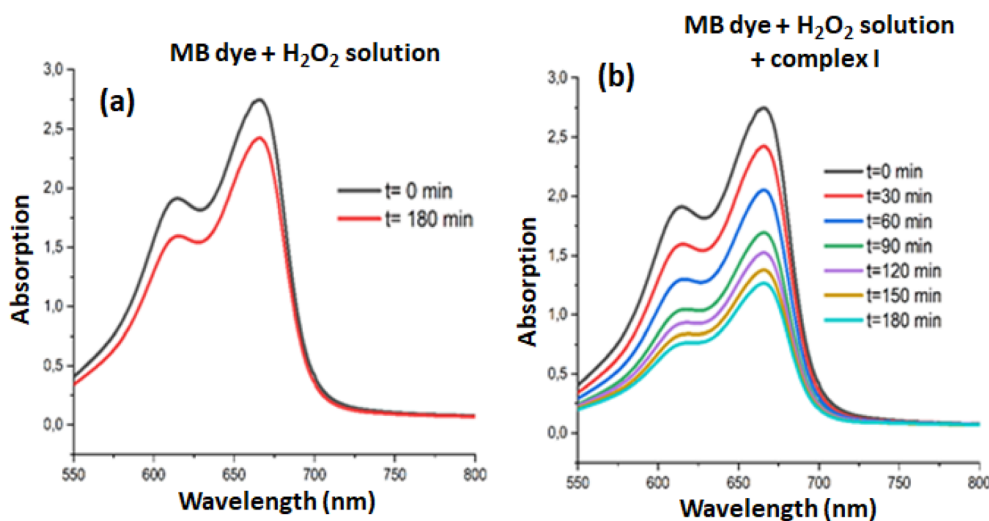 MB dye + H₂O₂ solution
(a)
Absorption
3,0
2,5
2,0
1,5
1,0
0,5
0,0
t= 0 min
t= 180 min
550 600 650 700 750 800
Wavelength (nm)
MB dye + H₂O₂ solution
+ complex I
(b)
Absorption
3,0
2,5
2,0
1,5
1,0
0,5
0,0
t=0 min
t=30 min
t=60 min
t=90 min
t=120 min
t=150 min
t=180 min
550 600 650 700 750 800
Wavelength (nm)